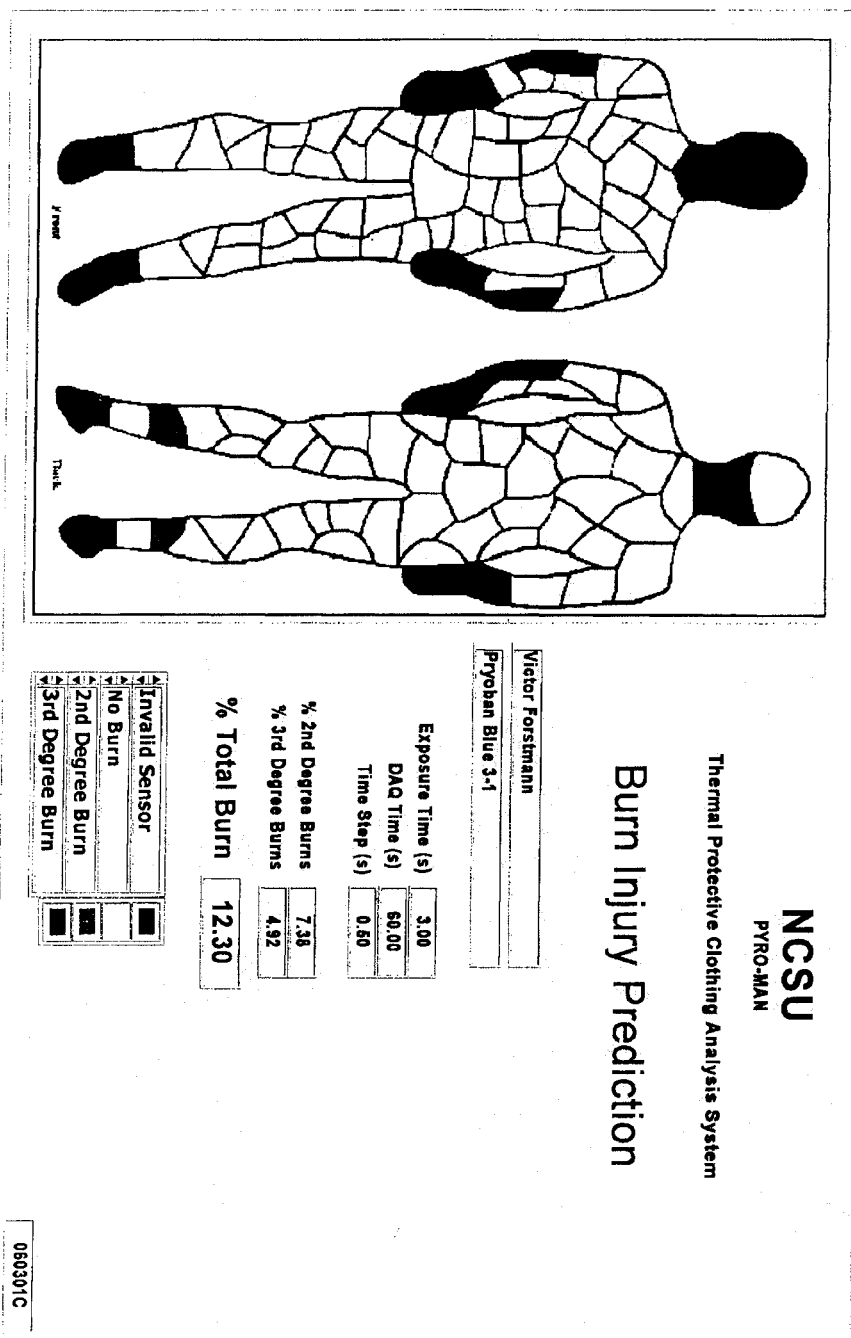 NCSU
PYRO-MAN
Thermal Protective Clothing Analysis System
Burn Injury Prediction
Victor Forstmann
Pryoban Blue 3-1
Exposure Time (s) 3.00
DAQ Time (s) 60.00
Time Step (s) 0.50
% 2nd Degree Burns 7.38
% 3rd Degree Burns 4.92
% Total Burn 12.30
Invalid Sensor
No Burn
2nd Degree Burn
3rd Degree Burn
Front
Back
060301C